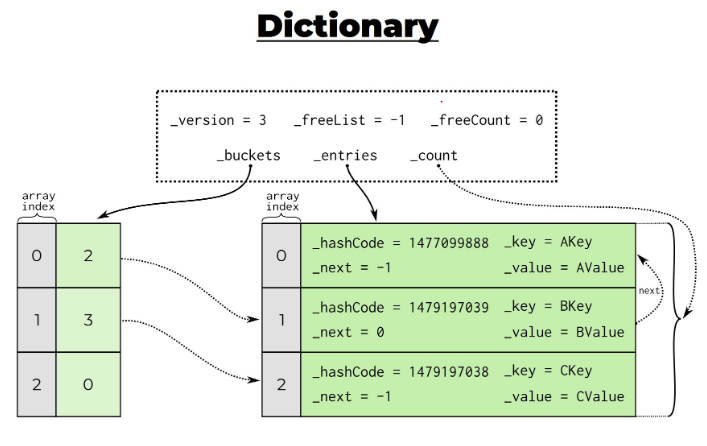 Dictionary
_version = 3 _freeList = -1 _freeCount = 0
_buckets _entries _count
array index
array index
0 2
1 3
2 0
0 _hashCode = 1477099888 _key = AKey
_next = -1 _value = AValue
1 _hashCode = 1479197039 _key = BKey
_next = 0 _value = BValue
next
2 _hashCode = 1479197038 _key = CKey
_next = -1 _value = CValue